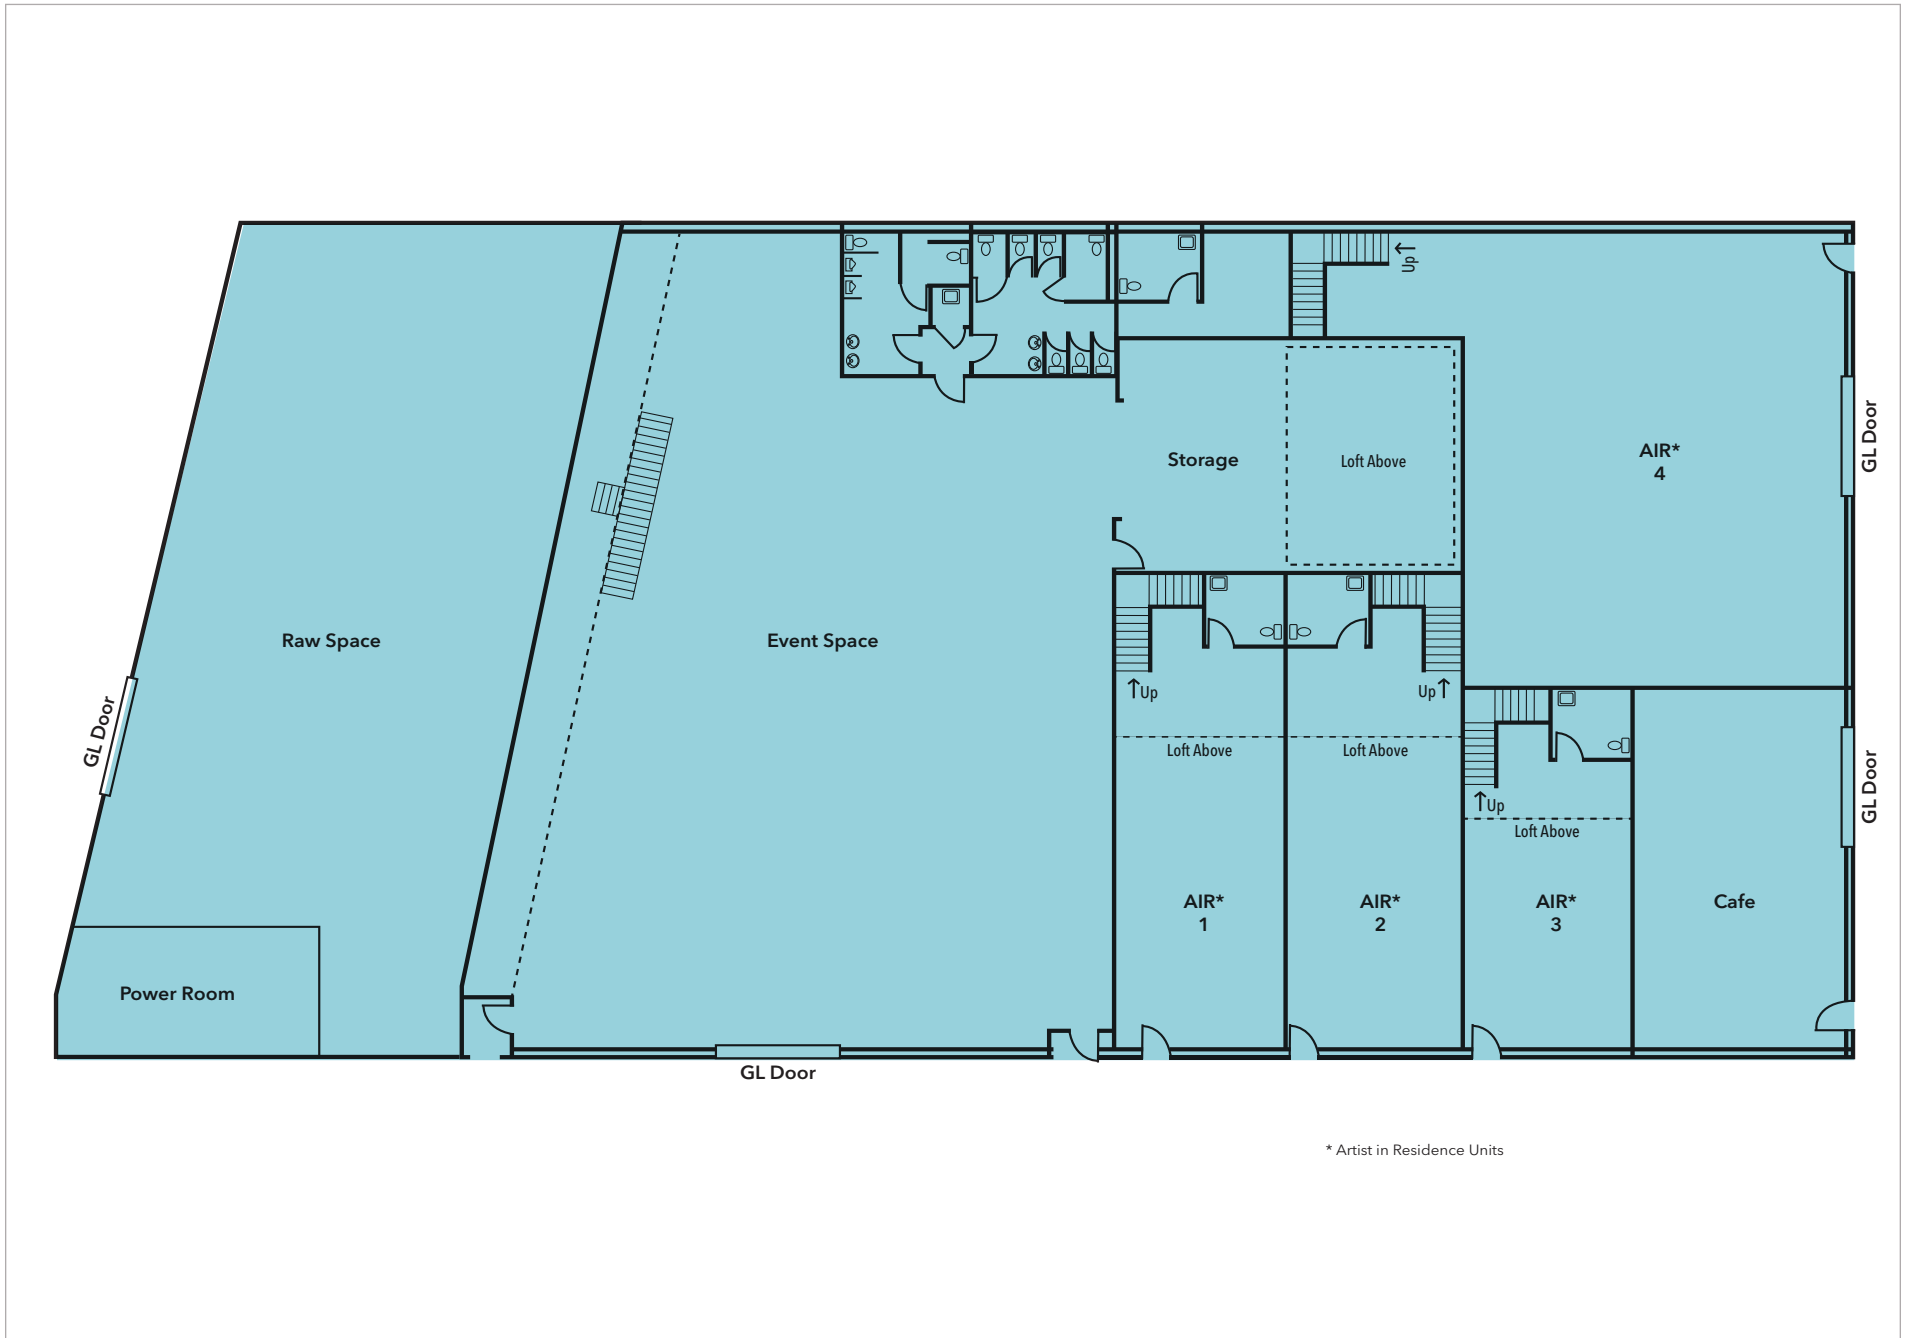 Up
GL Door
AIR*
4
Storage
Loft Above
Raw Space
Event Space
GL Door
Up
Up
Loft Above
Loft Above
GL Door
Up
Loft Above
AIR*
1
AIR*
2
AIR*
3
Cafe
Power Room
GL Door
* Artist in Residence Units